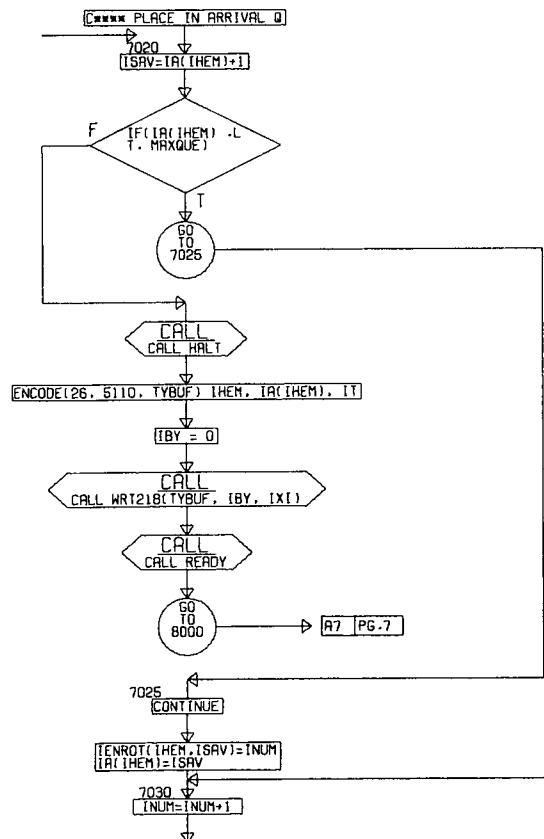 C**** PLACE IN ARRIVAL Q
7020
ISAV=IA(IHEM)+1
F
IF(IA(IHEM) .L
T. MAXQUE)
T
GO
TO
7025
CALL
CALL HALT
ENCODE(26, 5110, TYBUF) IHEM, IA(IHEM), IT
IBY = 0
CALL
CALL WRT218(TYBUF, IBY, IXI)
CALL
CALL READY
GO
TO
8000
A7 PG.7
7025
CONTINUE
IENROT(IHEM,ISAV)=INUM
IA(IHEM)=ISAV
7030
INUM=INUM+1